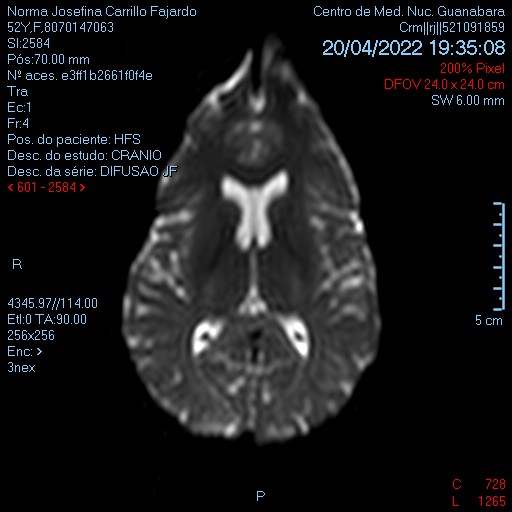 Norma Josefina Carrillo Fajardo
52Y,F,8070147063
Sl:2584
Pós:70.00 mm
Nº aces. e3ff1b2661f0f4e
Tra
Ec:1
Fr:4
Pos. do paciente: HFS
Desc. do estudo: CRANIO
Desc. da série: DIFUSAO JF
< 601 - 2584 >
Centro de Med. Nuc. Guanabara
Crm||rj||521091859
20/04/2022 19:35:08
200% Pixel
DFOV 24.0 x 24.0 cm
SW 6.00 mm
R
5 cm
4345.97//114.00
Etl:0 TA:90.00
256x256
Enc: >
3nex
P
C 728
L 1265